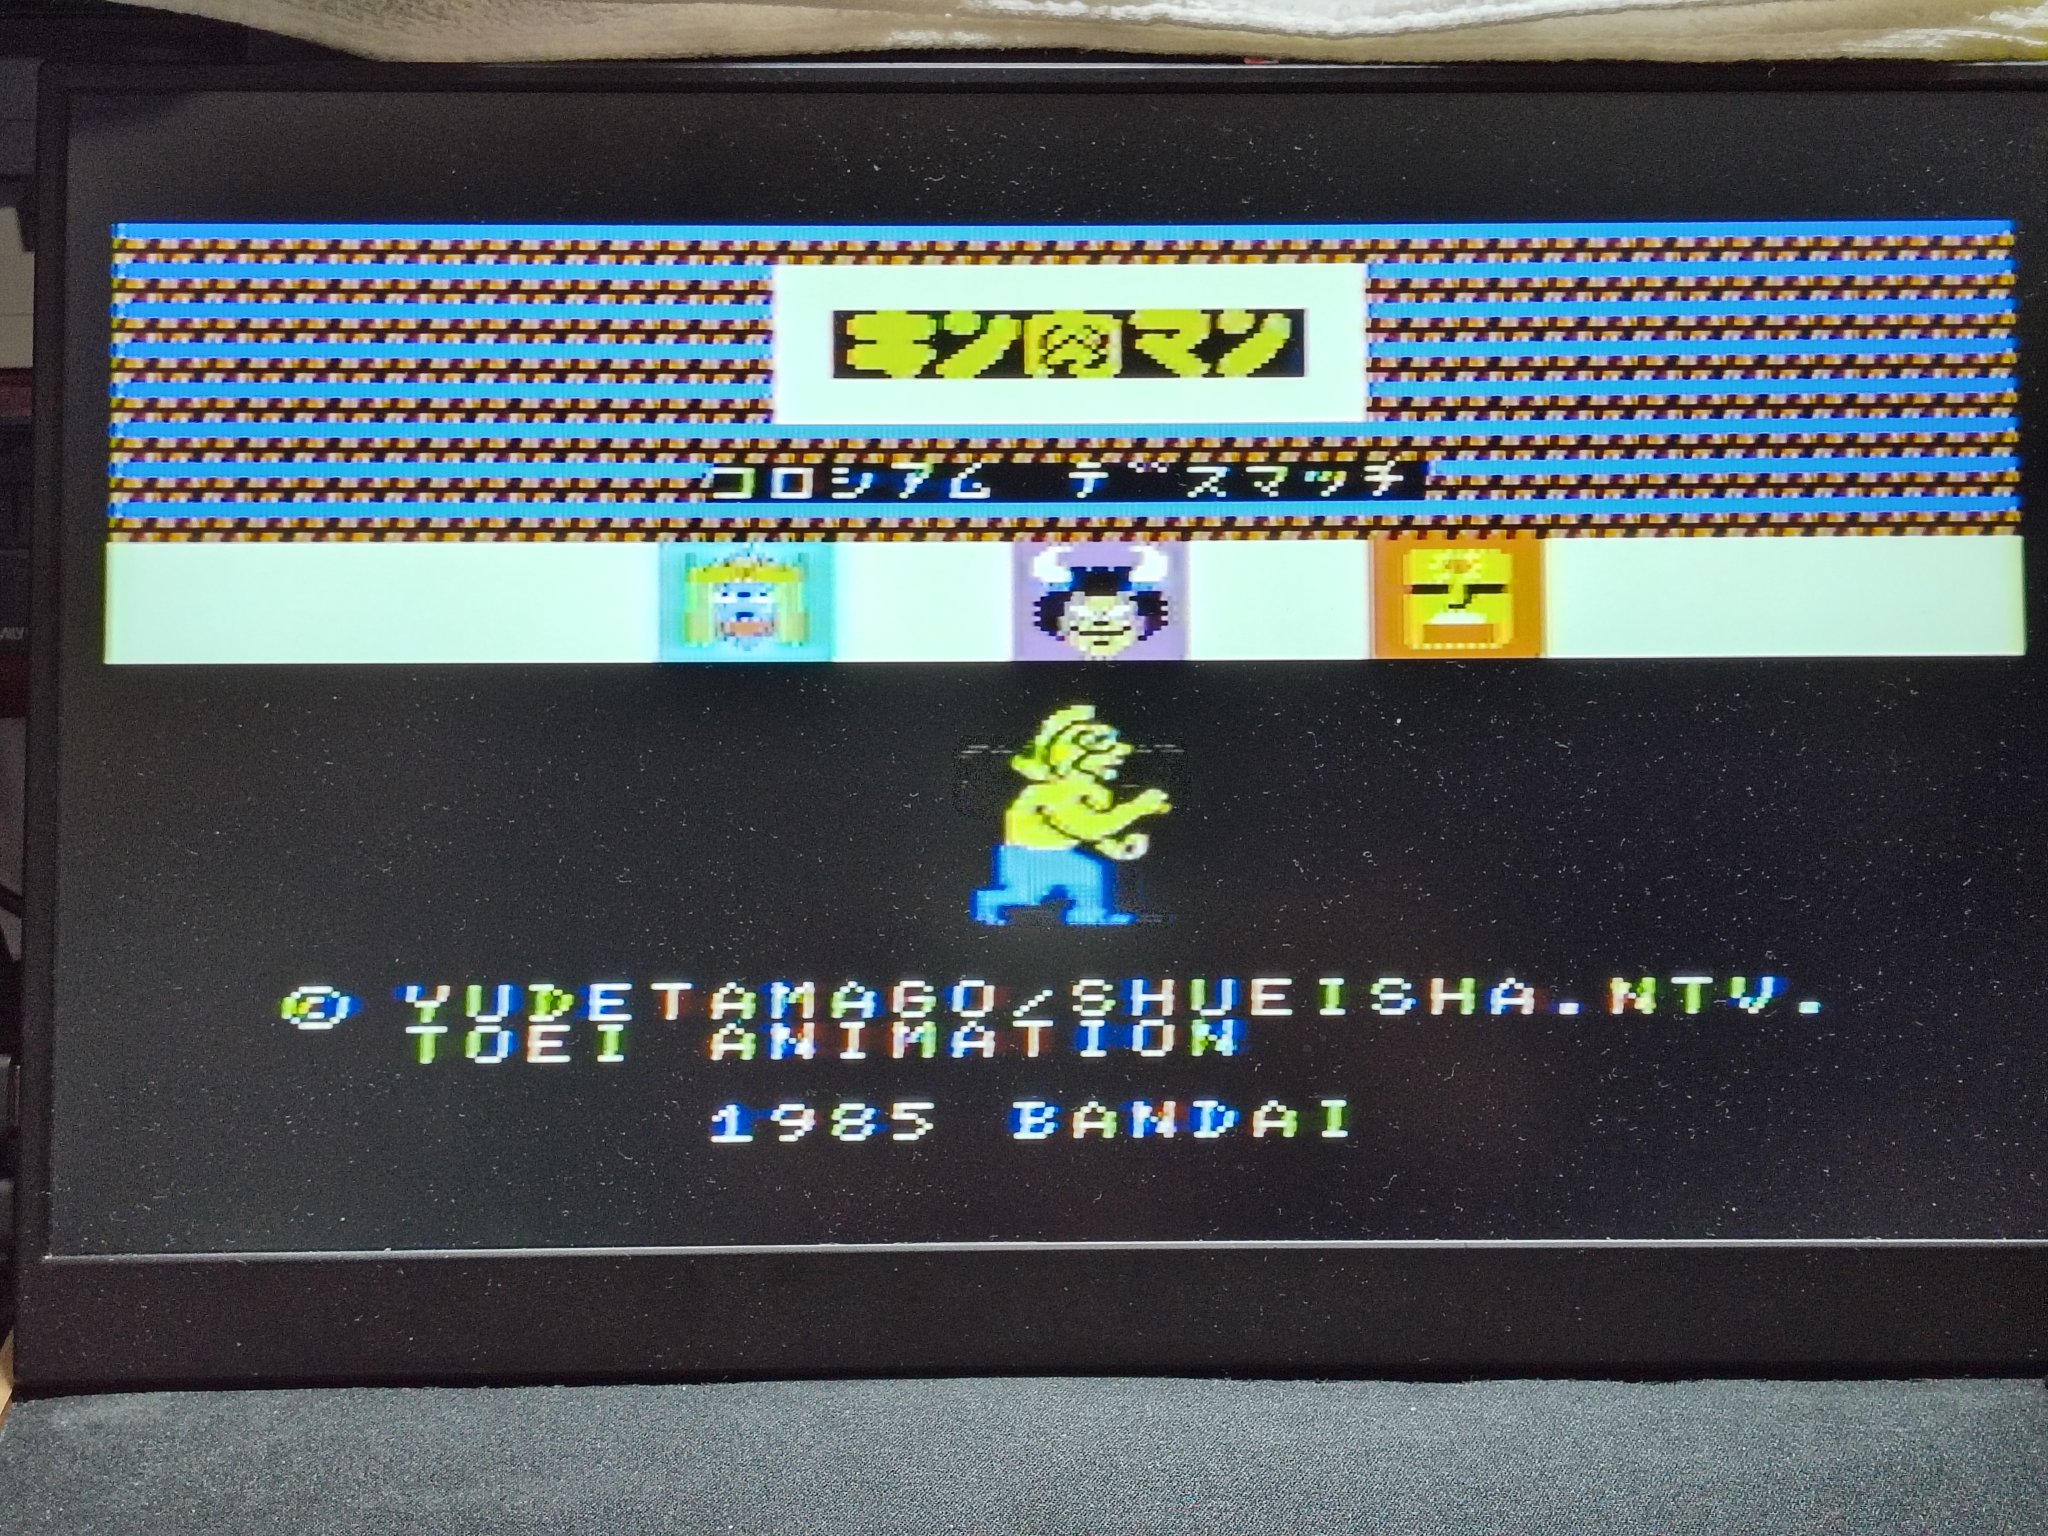 キン肉マン
コロシアム デスマッチ
© YUDETAMAGO/SHUEISHA.NTV.
TOEI ANIMATION
1985 BANDAI